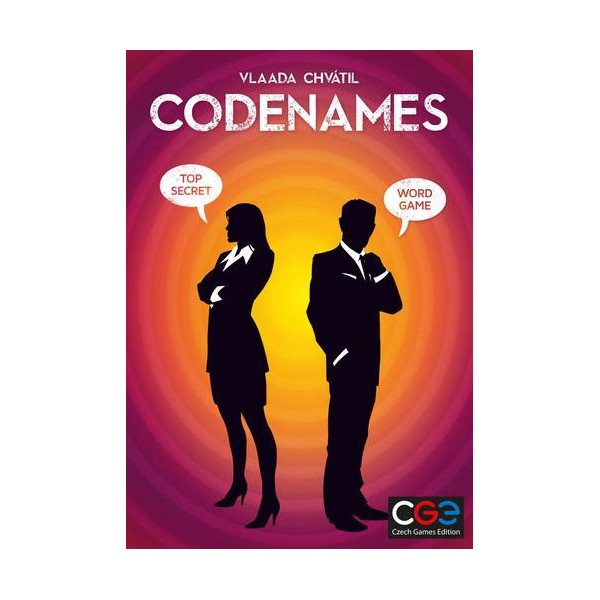 VLAADA CHVÁTIL
CODENAMES
TOP
SECRET
WORD
GAME
CGE
Czech Games Edition